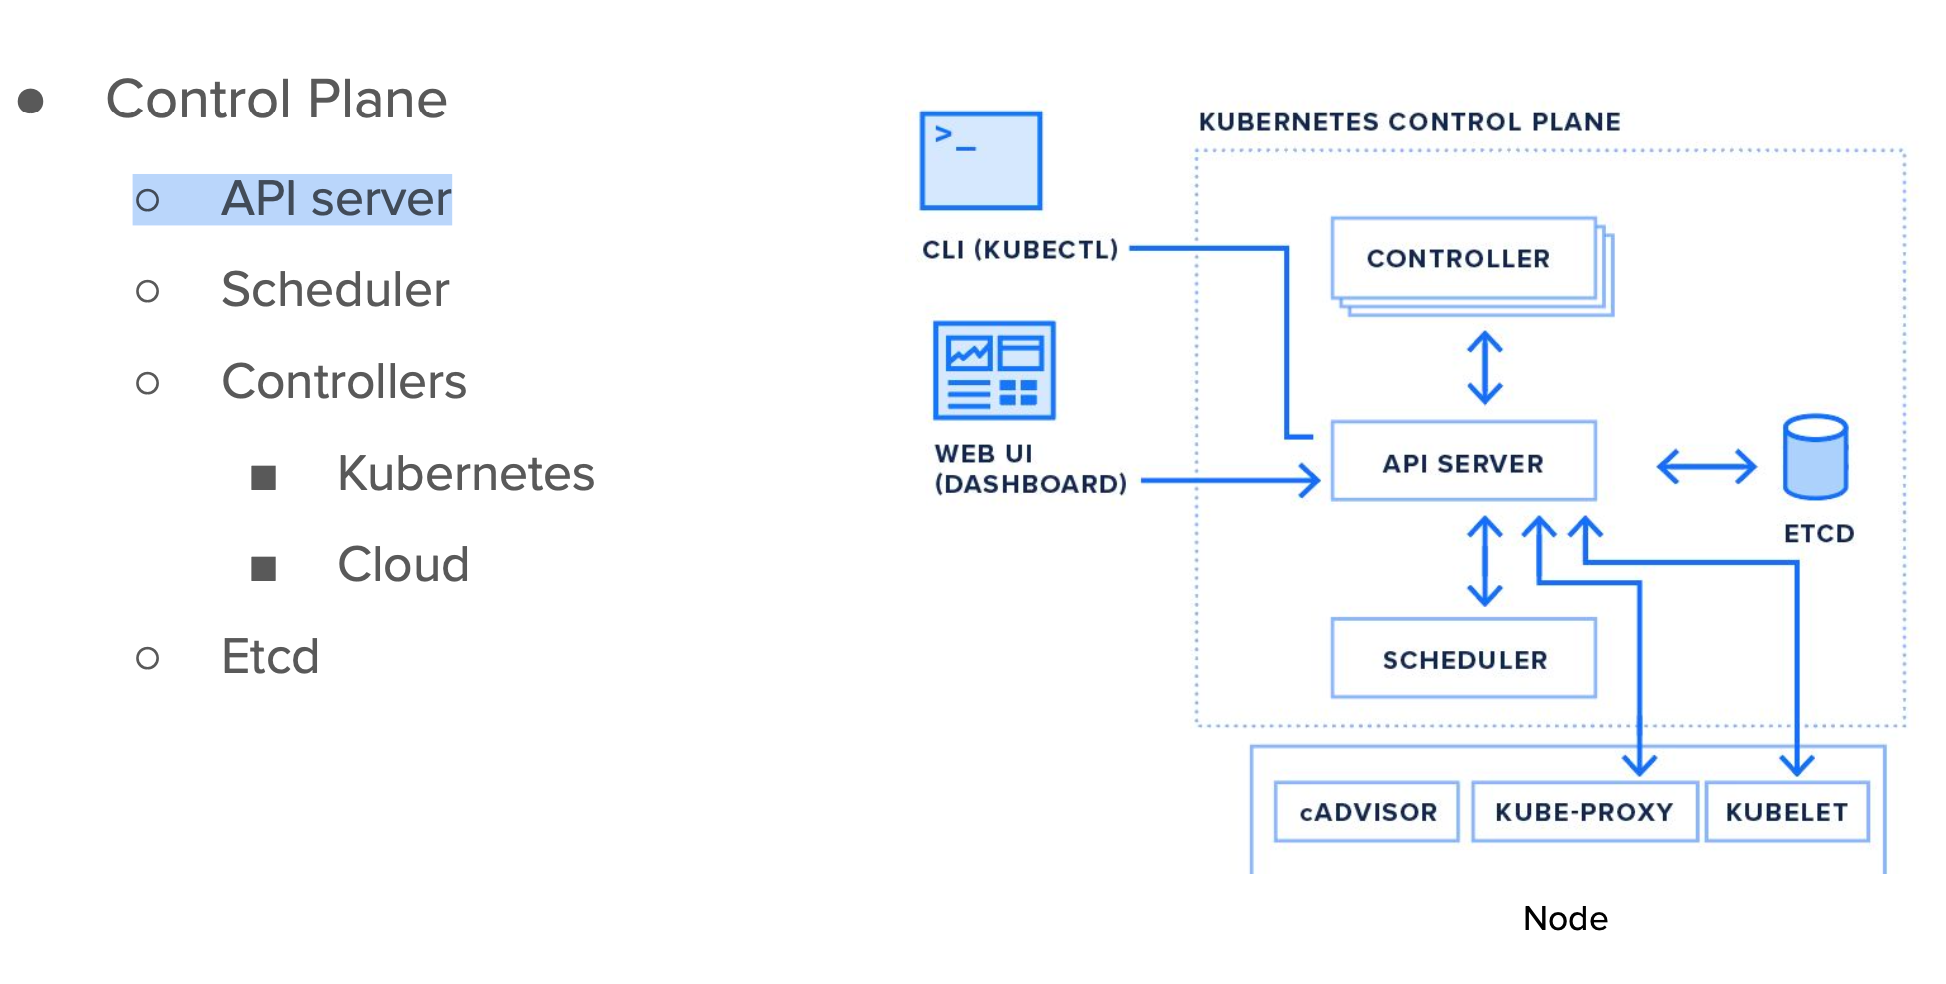 Control Plane
API server
Scheduler
Controllers
Kubernetes
Cloud
Etcd
KUBERNETES CONTROL PLANE
>_
CLI (KUBECTL)
CONTROLLER
WEB UI
(DASHBOARD)
API SERVER
ETCD
SCHEDULER
cADVISOR
KUBE-PROXY
KUBELET
Node